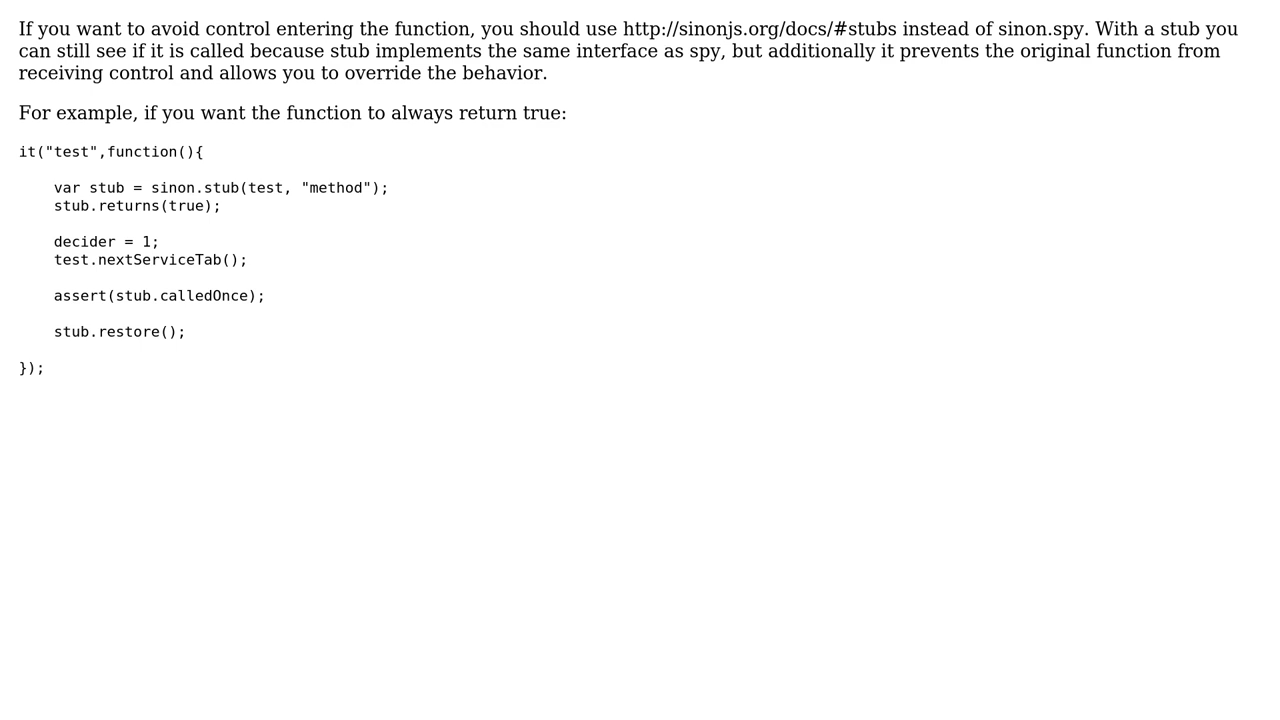 If you want to avoid control entering the function, you should use http://sinonjs.org/docs/#stubs instead of sinon.spy. With a stub you
can still see if it is called because stub implements the same interface as spy, but additionally it prevents the original function from
receiving control and allows you to override the behavior.

For example, if you want the function to always return true:

it("test",function(){

    var stub = sinon.stub(test, "method");
    stub.returns(true);

    decider = 1;
    test.nextServiceTab();

    assert(stub.calledOnce);

    stub.restore();

});